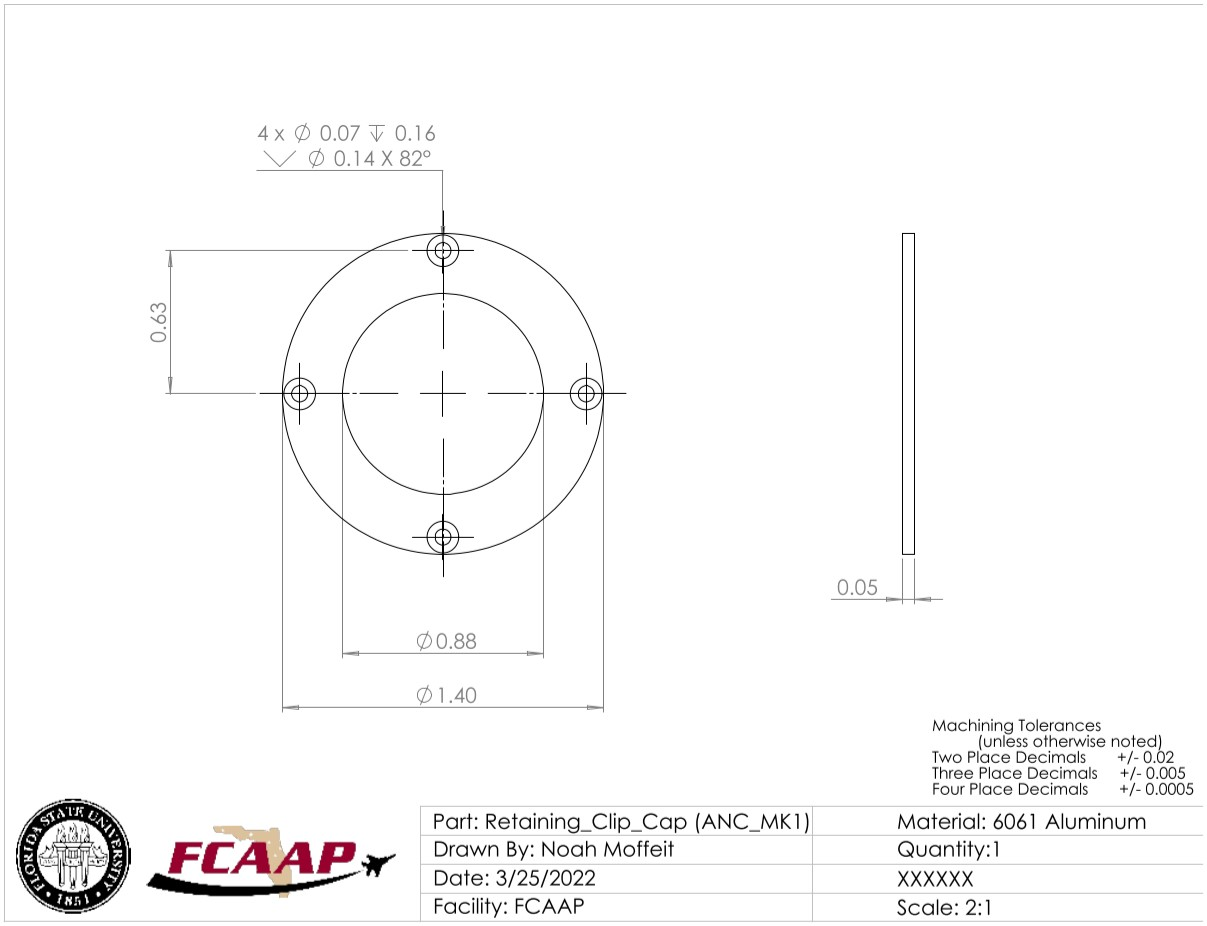 4 x ∅ 0.07 ↧ 0.16
⌵ ∅ 0.14 X 82°
0.63
0.05
∅0.88
∅1.40
Machining Tolerances
(unless otherwise noted)
Two Place Decimals +/- 0.02
Three Place Decimals +/- 0.005
Four Place Decimals +/- 0.0005
FLORIDA STATE UNIVERSITY
1851
FCAAP
Part: Retaining_Clip_Cap (ANC_MK1)
Material: 6061 Aluminum
Drawn By: Noah Moffeit
Quantity:1
Date: 3/25/2022
XXXXXX
Facility: FCAAP
Scale: 2:1